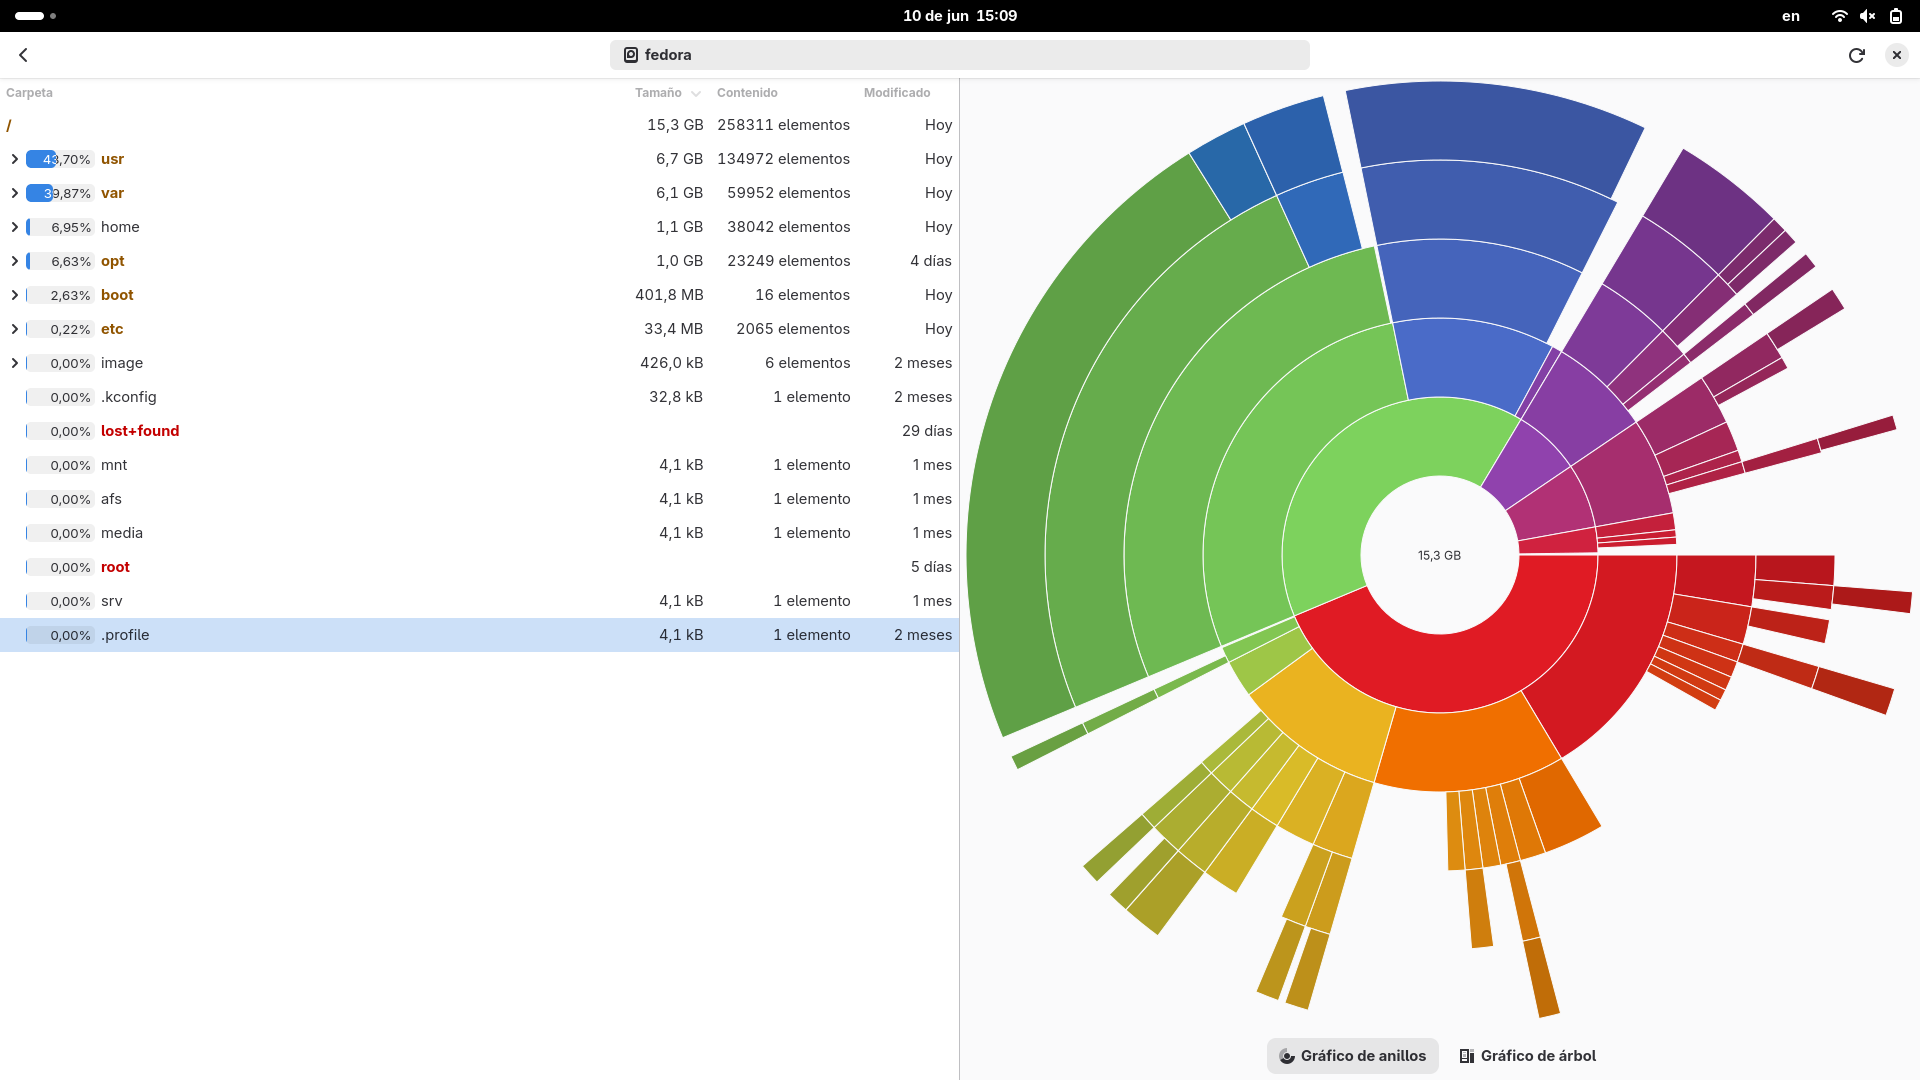 10 de jun 15:09
en
fedora
Carpeta Tamaño Contenido Modificado
/ 15,3 GB 258311 elementos Hoy
43,70% usr 6,7 GB 134972 elementos Hoy
39,87% var 6,1 GB 59952 elementos Hoy
6,95% home 1,1 GB 38042 elementos Hoy
6,63% opt 1,0 GB 23249 elementos 4 días
2,63% boot 401,8 MB 16 elementos Hoy
0,22% etc 33,4 MB 2065 elementos Hoy
0,00% image 426,0 kB 6 elementos 2 meses
0,00% .kconfig 32,8 kB 1 elemento 2 meses
0,00% lost+found 29 días
0,00% mnt 4,1 kB 1 elemento 1 mes
0,00% afs 4,1 kB 1 elemento 1 mes
0,00% media 4,1 kB 1 elemento 1 mes
0,00% root 5 días
0,00% srv 4,1 kB 1 elemento 1 mes
0,00% .profile 4,1 kB 1 elemento 2 meses
15,3 GB
Gráfico de anillos Gráfico de árbol